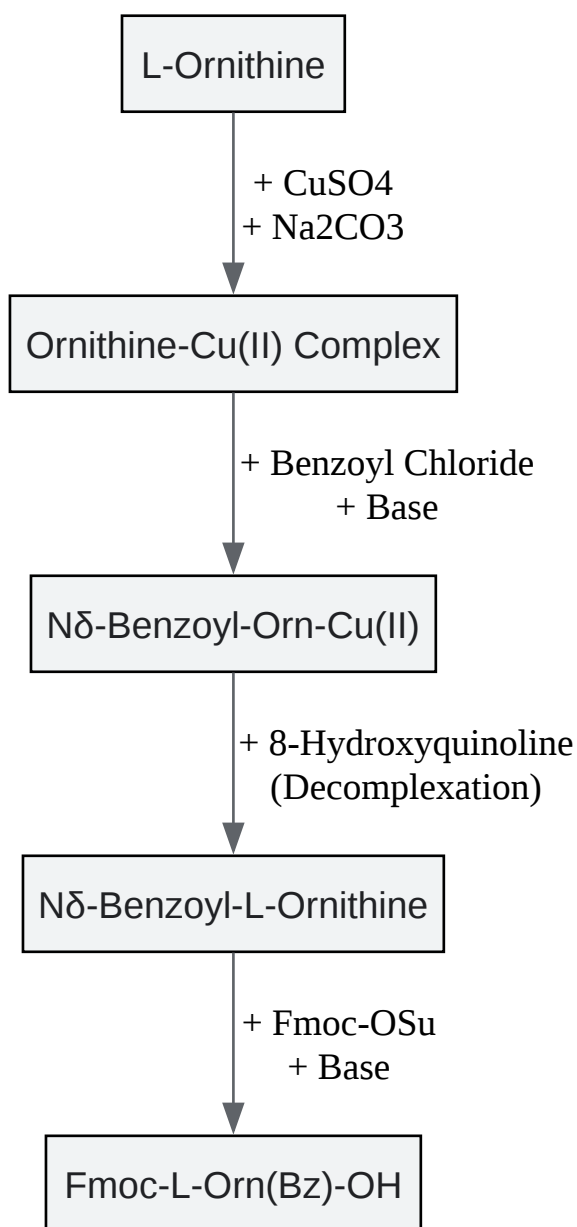 L-Ornithine
+ CuSO4
+ Na2CO3
Ornithine-Cu(II) Complex
+ Benzoyl Chloride
+ Base
Nδ-Benzoyl-Orn-Cu(II)
+ 8-Hydroxyquinoline
(Decomplexation)
Nδ-Benzoyl-L-Ornithine
+ Fmoc-OSu
+ Base
Fmoc-L-Orn(Bz)-OH